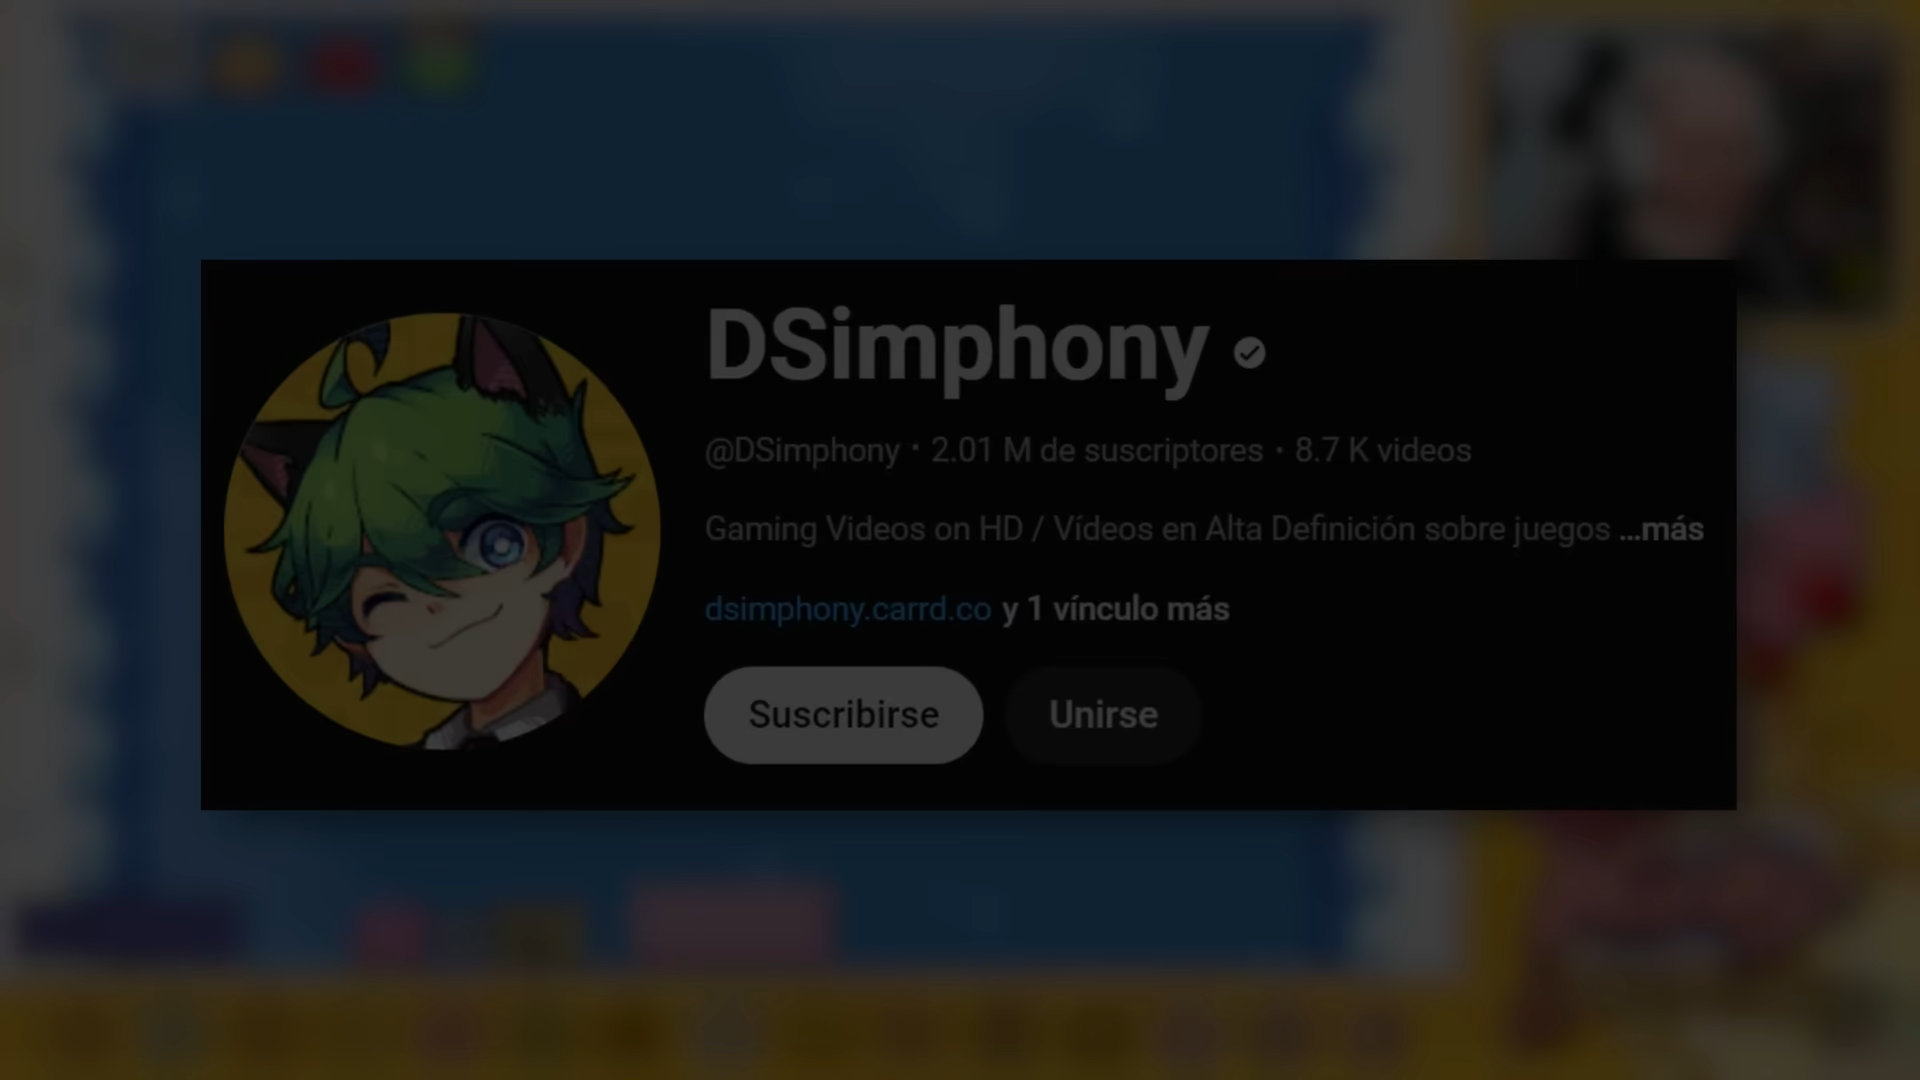 DSimphony
@DSimphony • 2.01 M de suscriptores • 8.7 K videos
Gaming Videos on HD / Vídeos en Alta Definición sobre juegos ...más
dsimphony.carrd.co y 1 vínculo más
Suscribirse Unirse